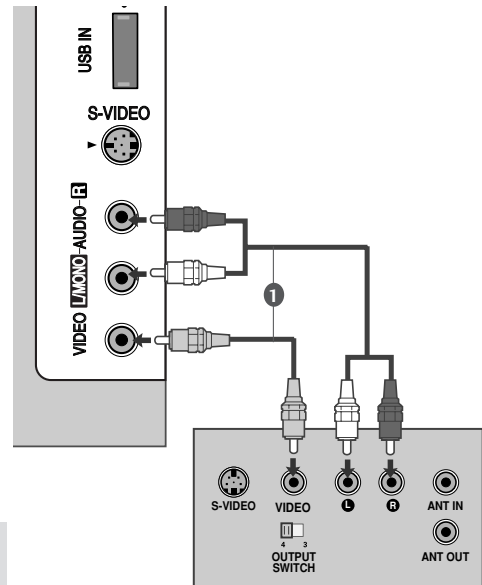 USB IN
S-VIDEO
VIDEO L/MONO-AUDIO-R
1
S-VIDEO
VIDEO
L
R
ANT IN
4 3
OUTPUT
SWITCH
ANT OUT